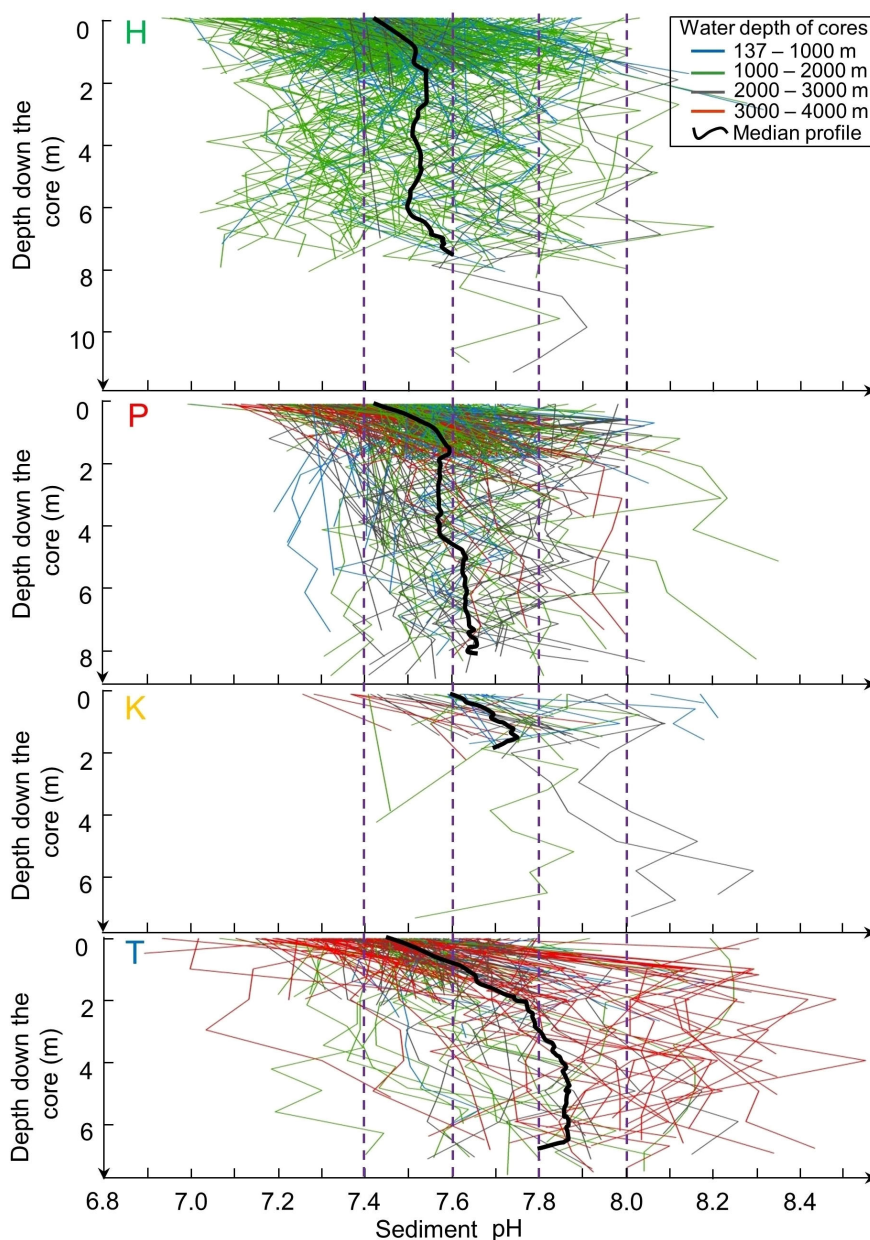 H
0
2
4
6
8
10
Depth down the
core (m)
Water depth of cores
137 – 1000 m
1000 – 2000 m
2000 – 3000 m
3000 – 4000 m
Median profile
P
0
2
4
6
8
Depth down the
core (m)
K
0
2
4
6
Depth down the
core (m)
T
0
2
4
6
Depth down the
core (m)
6.8 7.0 7.2 7.4 7.6 7.8 8.0 8.2 8.4
Sediment pH